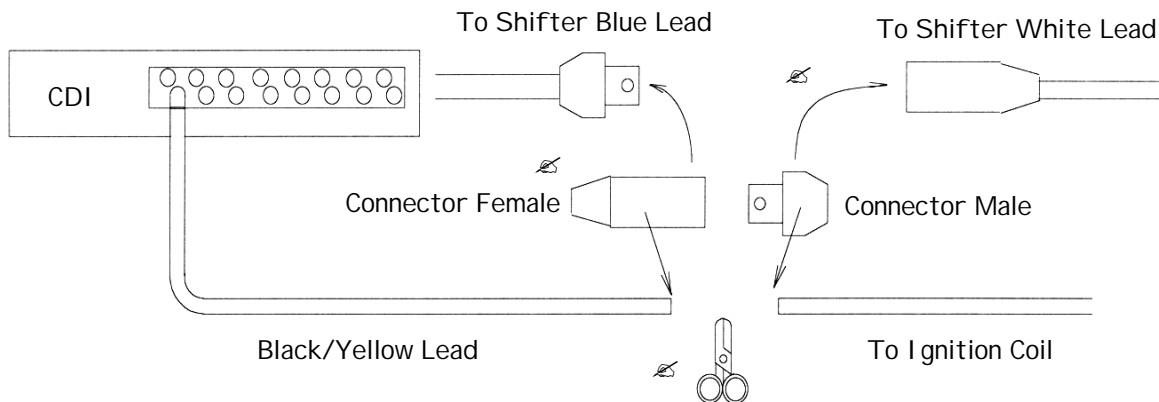 To Shifter Blue Lead
To Shifter White Lead
CDI
Connector Female
Connector Male
Black/Yellow Lead
To Ignition Coil